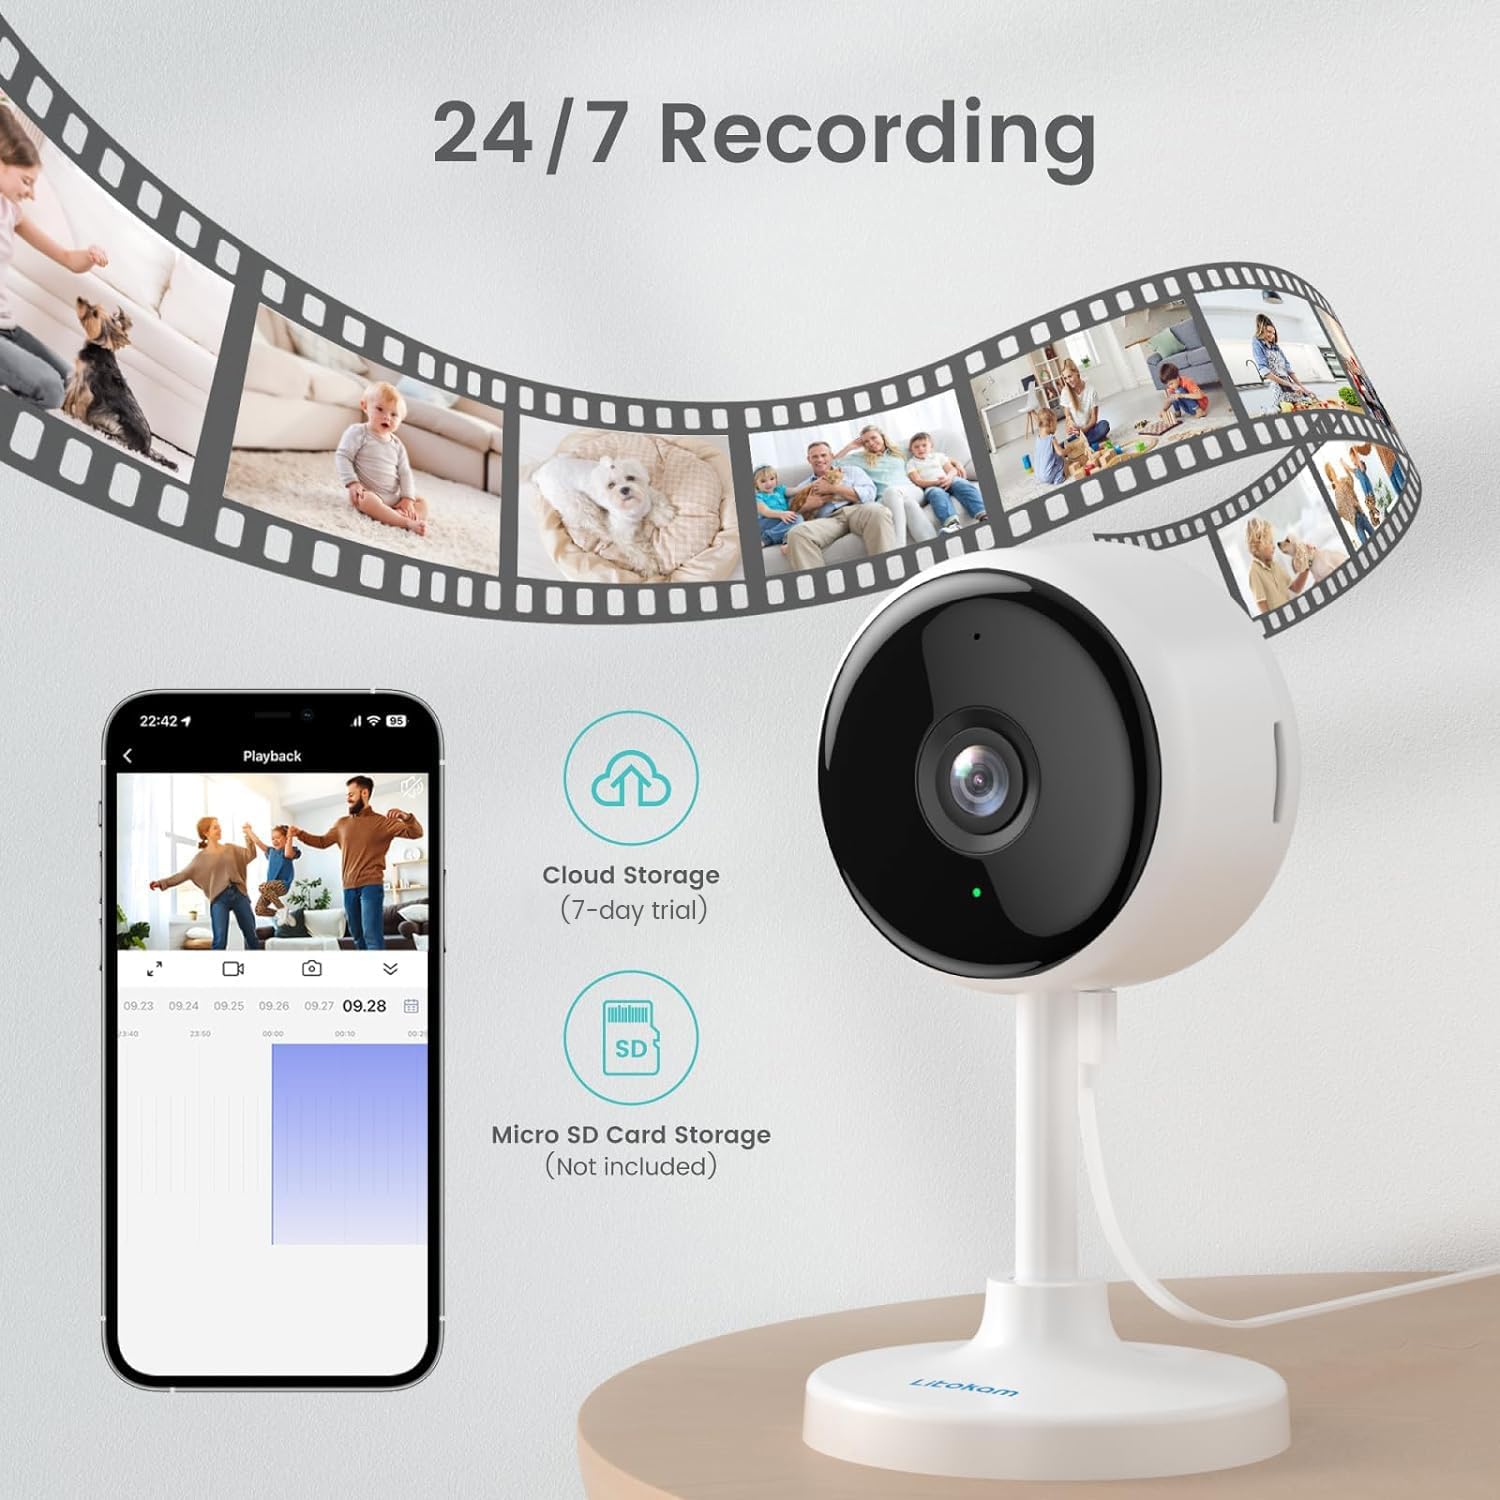 24/7 Recording
22:42
95
Playback
Cloud Storage
(7-day trial)
09.23 09.24 09.25 09.26 09.27 09.28
23:50 00:00 00:10
SD
Micro SD Card Storage
(Not included)
Litokam